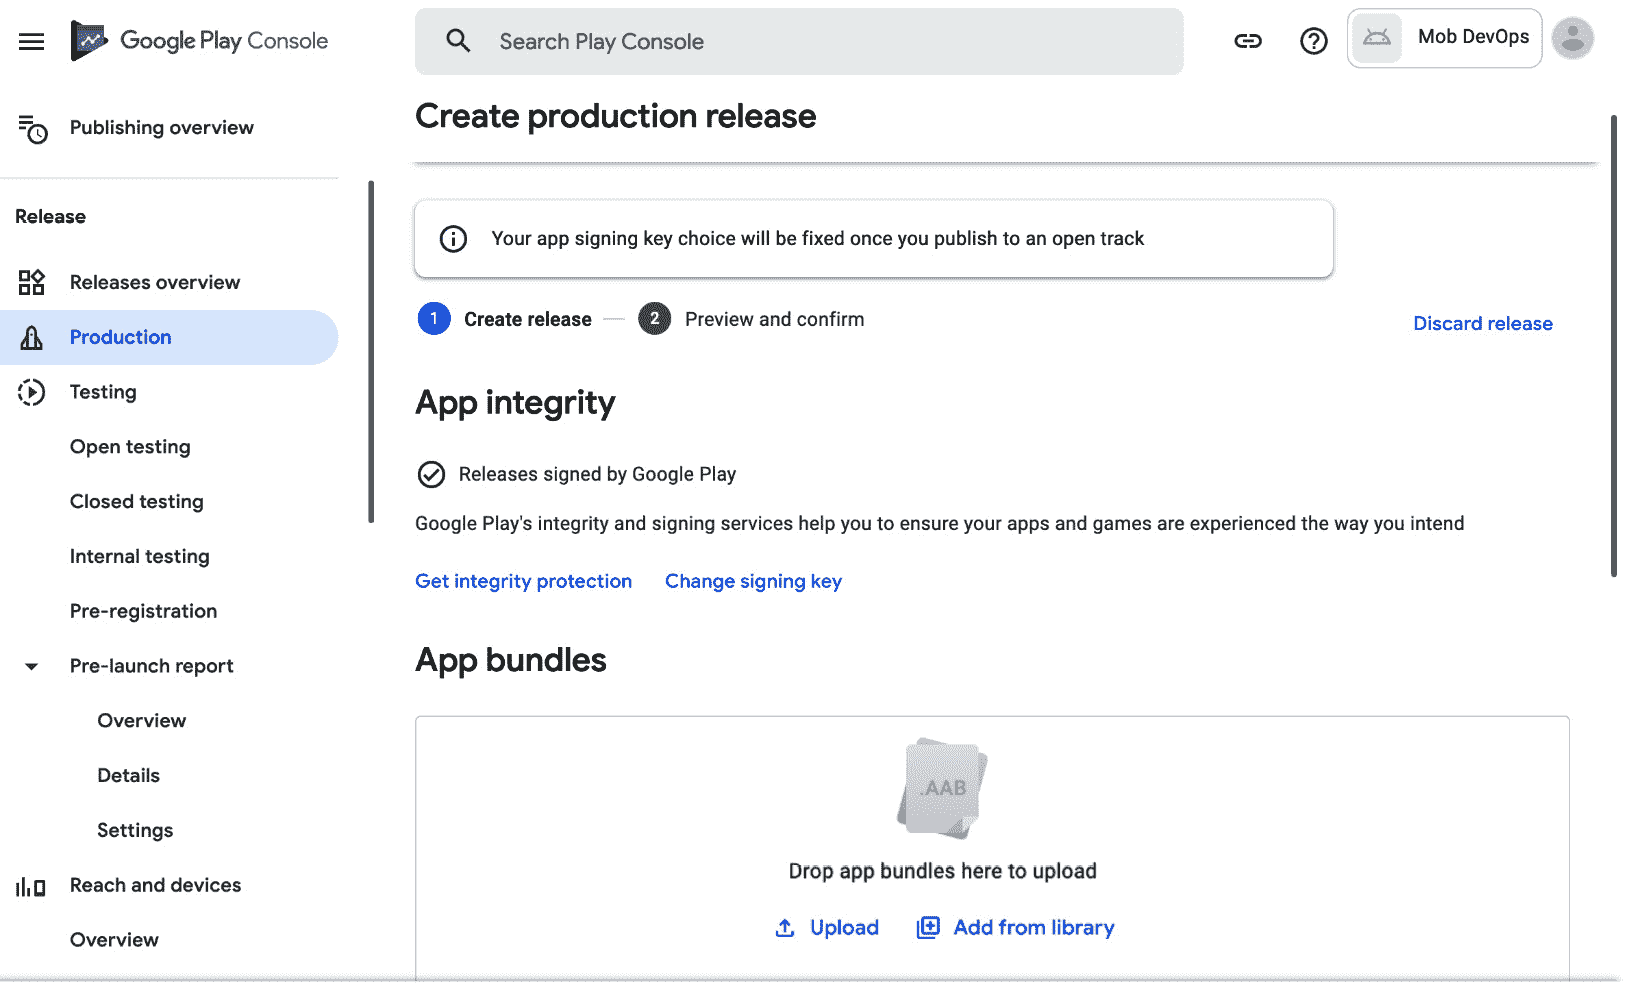 Google Play Console
Search Play Console
Mob DevOps
Publishing overview
Release
Releases overview
Production
Testing
Open testing
Closed testing
Internal testing
Pre-registration
Pre-launch report
Overview
Details
Settings
Reach and devices
Overview
Create production release
Your app signing key choice will be fixed once you publish to an open track
1 Create release
2 Preview and confirm
Discard release
App integrity
Releases signed by Google Play
Google Play's integrity and signing services help you to ensure your apps and games are experienced the way you intend
Get integrity protection
Change signing key
App bundles
.AAB
Drop app bundles here to upload
Upload
Add from library